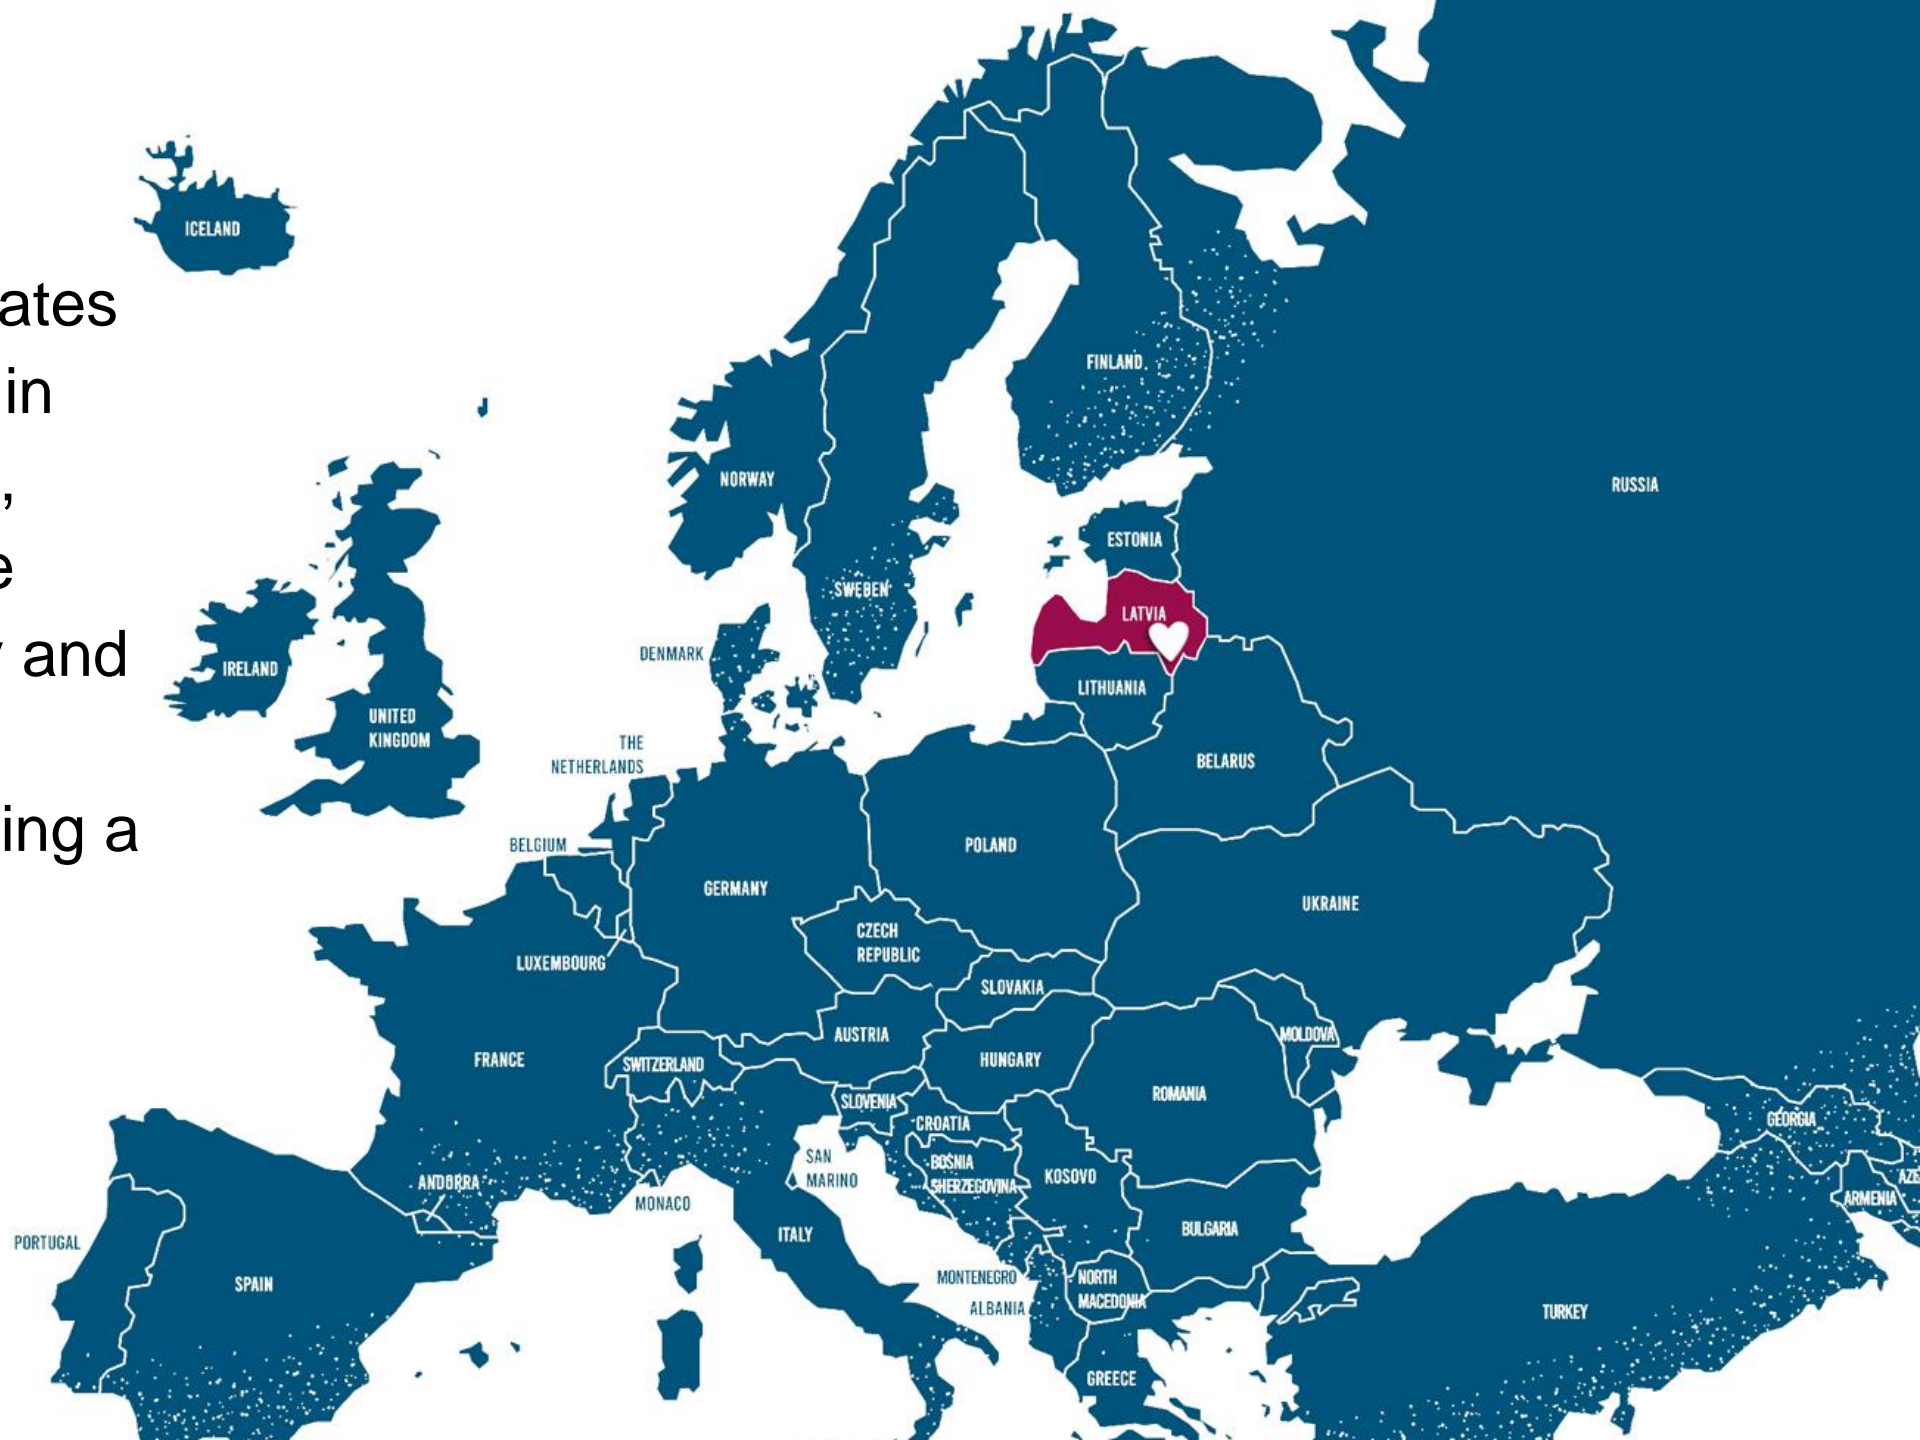 ates
in
,
e
y and
ing a
ICELAND
FINLAND
NORWAY
RUSSIA
ESTONIA
SWEDEN
LATVIA
DENMARK
IRELAND
LITHUANIA
UNITED
KINGDOM
THE
NETHERLANDS
BELARUS
BELGIUM
POLAND
GERMANY
UKRAINE
CZECH
REPUBLIC
LUXEMBOURG
SLOVAKIA
AUSTRIA
MOLDOVA
FRANCE
SWITZERLAND
HUNGARY
ROMANIA
SLOVENIA
CROATIA
GEORGIA
SAN
MARINO
BOSNIA
SHERZEGOVINA
KOSOVO
ANDORRA
MONACO
AZE
ARMENIA
PORTUGAL
ITALY
BULGARIA
SPAIN
MONTENEGRO
NORTH
MACEDONIA
ALBANIA
TURKEY
GREECE